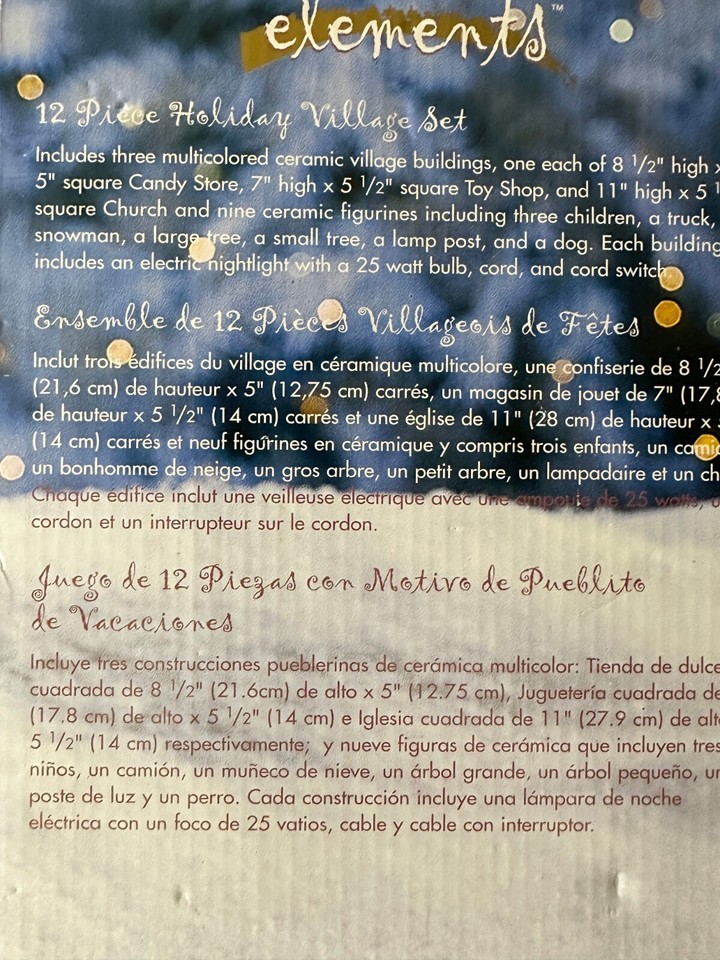 elements™
12 Piece Holiday Village Set
Includes three multicolored ceramic village buildings, one each of 8 1/2" high x
5" square Candy Store, 7" high x 5 1/2" square Toy Shop, and 11" high x 5 1
square Church and nine ceramic figurines including three children, a truck,
snowman, a large tree, a small tree, a lamp post, and a dog. Each building
includes an electric nightlight with a 25 watt bulb, cord, and cord switch.
Ensemble de 12 Pièces Villageois de Fêtes
Inclut trois édifices du village en céramique multicolore, une confiserie de 8 1/2
(21,6 cm) de hauteur x 5" (12,75 cm) carrés, un magasin de jouet de 7" (17,8
de hauteur x 5 1/2" (14 cm) carrés et une église de 11" (28 cm) de hauteur x
(14 cm) carrés et neuf figurines en céramique y compris trois enfants, un
un bonhomme de neige, un gros arbre, un petit arbre, un lampadaire et un
Chaque édifice inclut une veilleuse électrique avec une ampoule de 25 watts,
cordon et un interrupteur sur le cordon.
Juego de 12 Piezas con Motivo de Pueblito
de Vacaciones
Incluye tres construcciones pueblerinas de cerámica multicolor: Tienda de dulce
cuadrada de 8 1/2" (21.6cm) de alto x 5" (12.75 cm), Juguetería cuadrada de
(17.8 cm) de alto x 5 1/2" (14 cm) e Iglesia cuadrada de 11" (27.9 cm) de alt
5 1/2" (14 cm) respectivamente; y nueve figuras de cerámica que incluyen tres
niños, un camión, un muñeco de nieve, un árbol grande, un árbol pequeño, un
poste de luz y un perro. Cada construcción incluye una lámpara de noche
eléctrica con un foco de 25 vatios, cable y cable con interruptor.